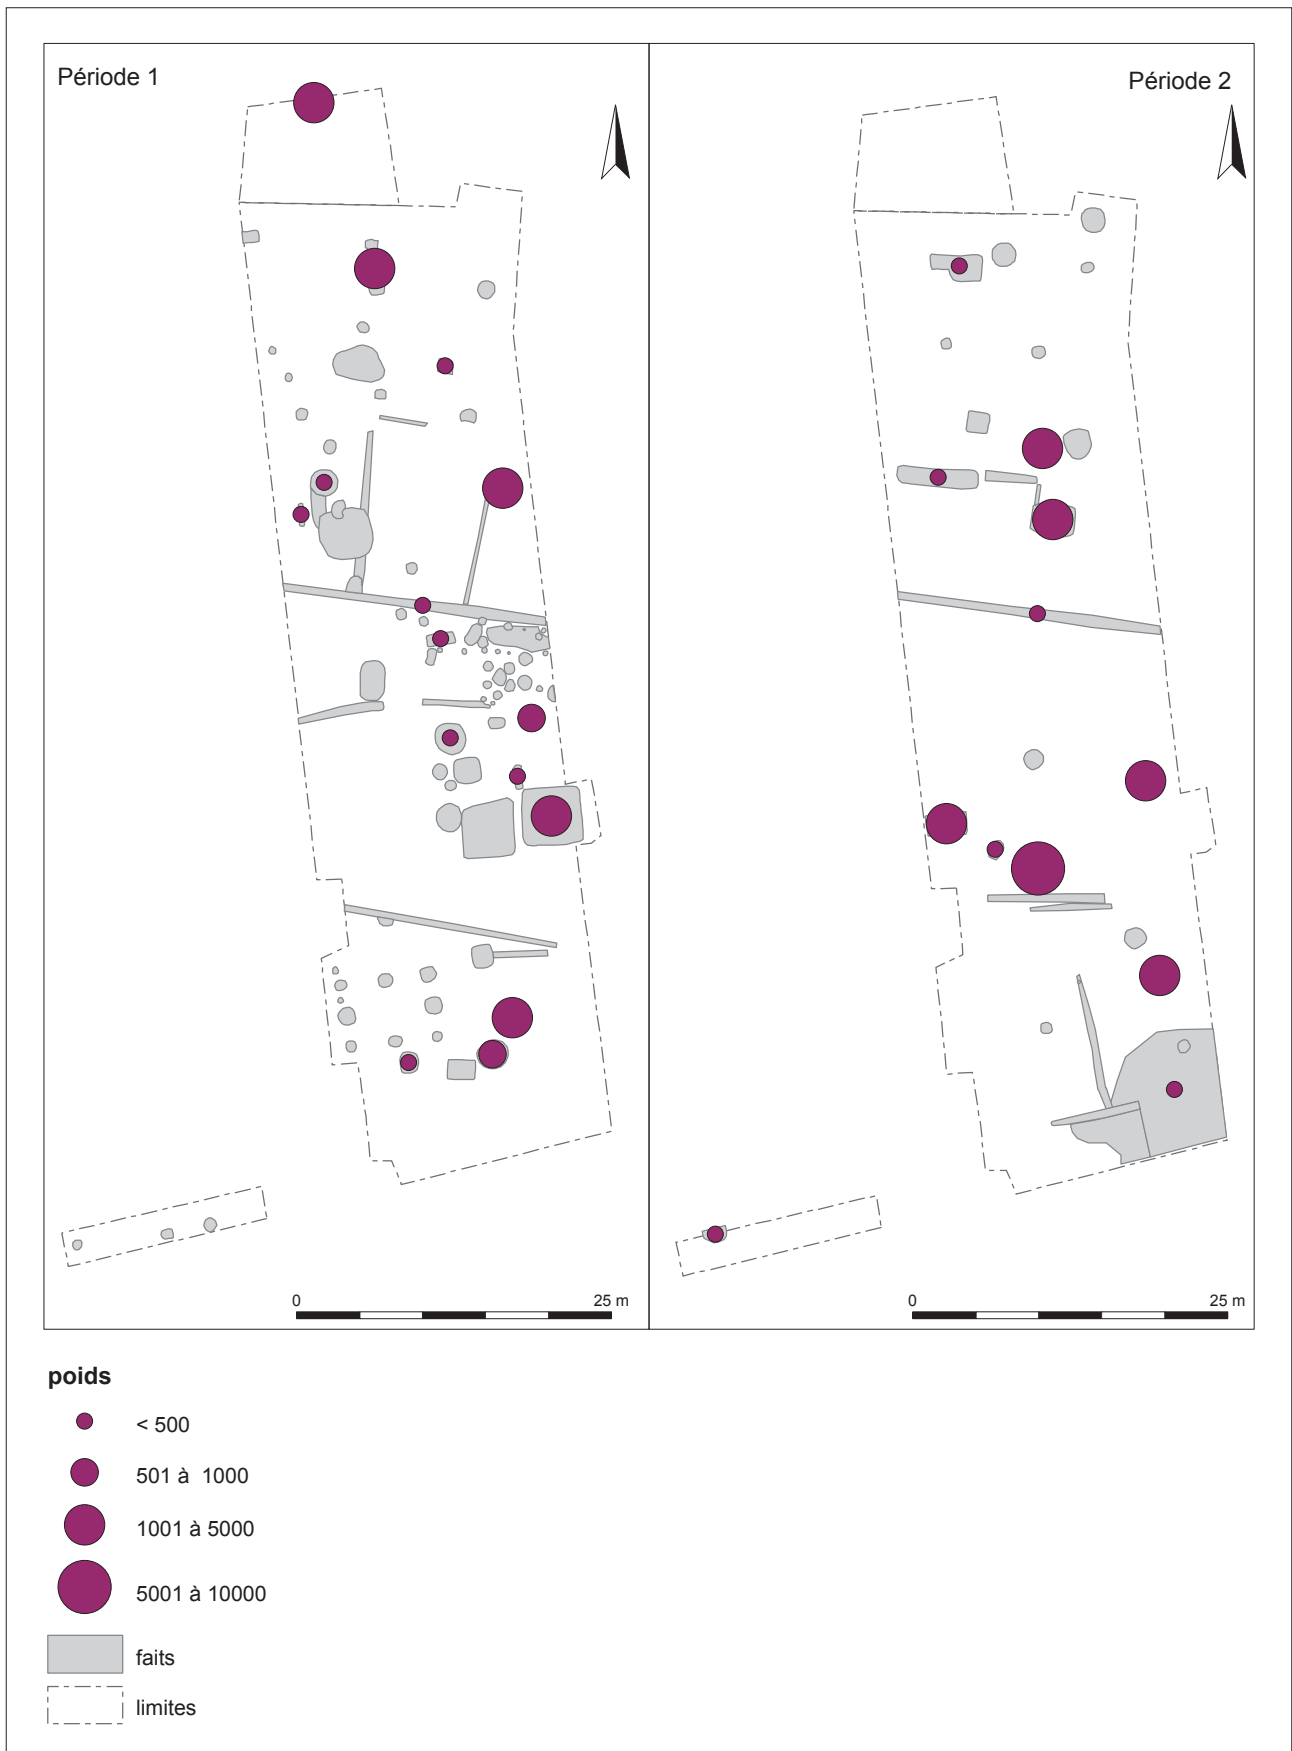 Période 1
Période 2
0 25 m
0 25 m
poids
< 500
501 à 1000
1001 à 5000
5001 à 10000
faits
limites